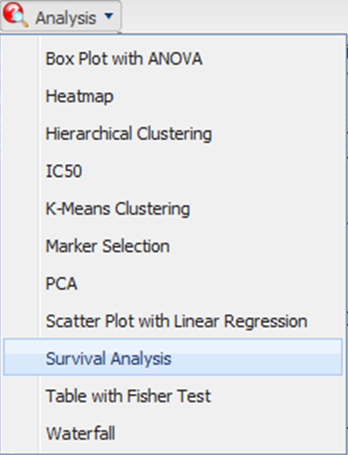 Analysis
Box Plot with ANOVA
Heatmap
Hierarchical Clustering
IC50
K-Means Clustering
Marker Selection
PCA
Scatter Plot with Linear Regression
Survival Analysis
Table with Fisher Test
Waterfall